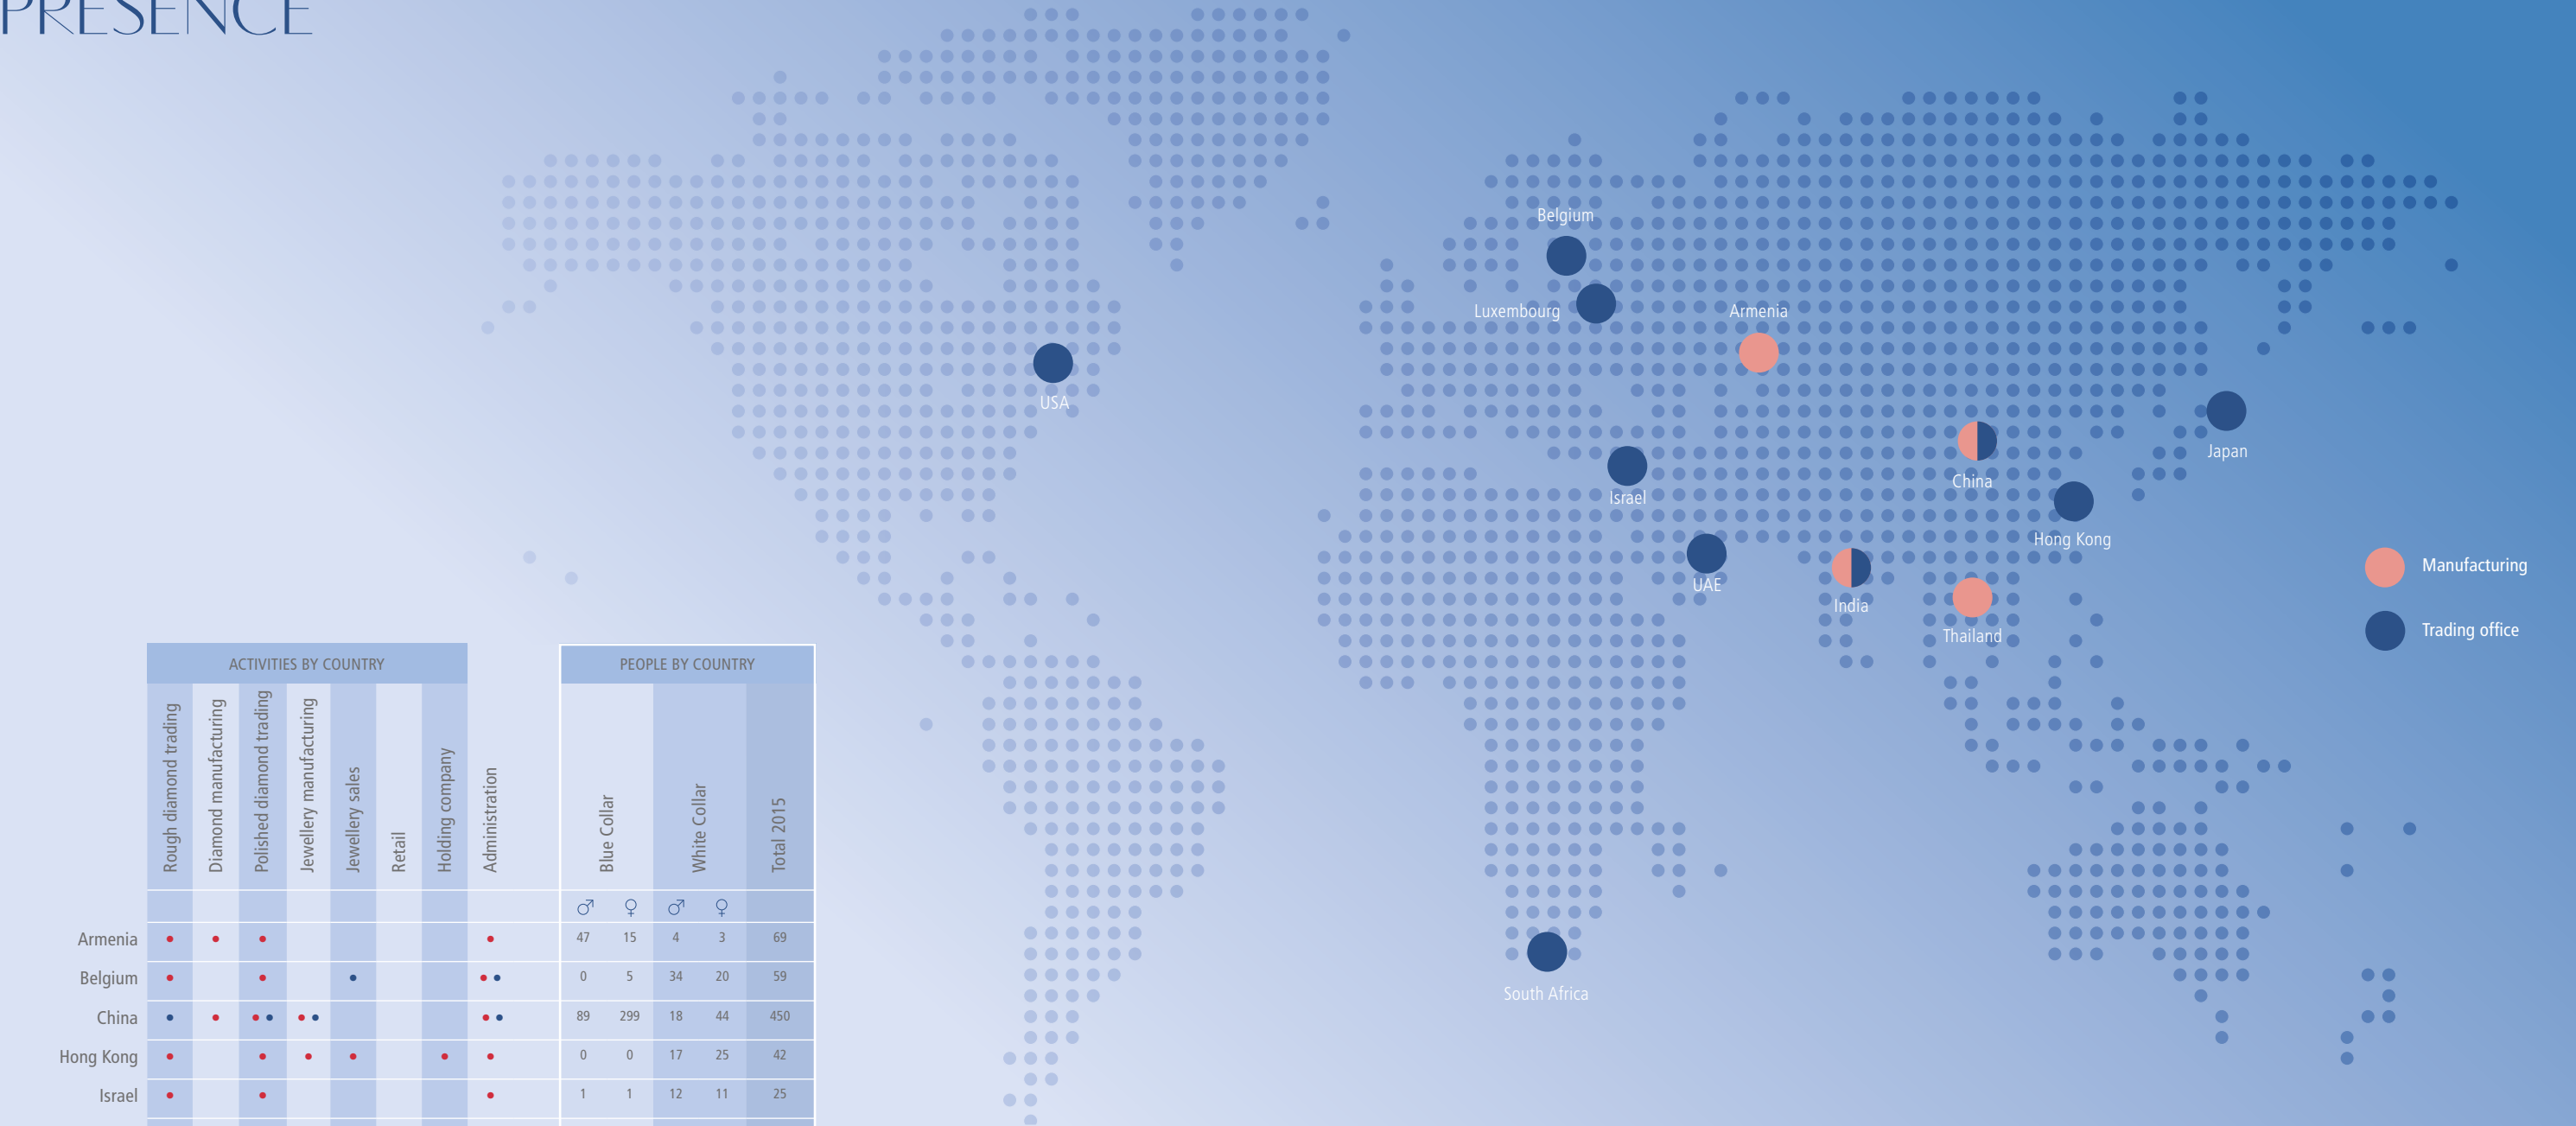 PRESENCE
Belgium
Luxembourg
Armenia
USA
Japan
China
Israel
Hong Kong
UAE
India
Thailand
South Africa
Manufacturing
Trading office
ACTIVITIES BY COUNTRY
PEOPLE BY COUNTRY
Rough diamond trading
Diamond manufacturing
Polished diamond trading
Jewellery manufacturing
Jewellery sales
Retail
Holding company
Administration
Blue Collar
White Collar
Total 2015
♂ ♀ ♂ ♀
Armenia • • • • 47 15 4 3 69
Belgium • • • • • 0 5 34 20 59
China • • • • • • • • 89 299 18 44 450
Hong Kong • • • • • • 0 0 17 25 42
Israel • • • 1 1 12 11 25